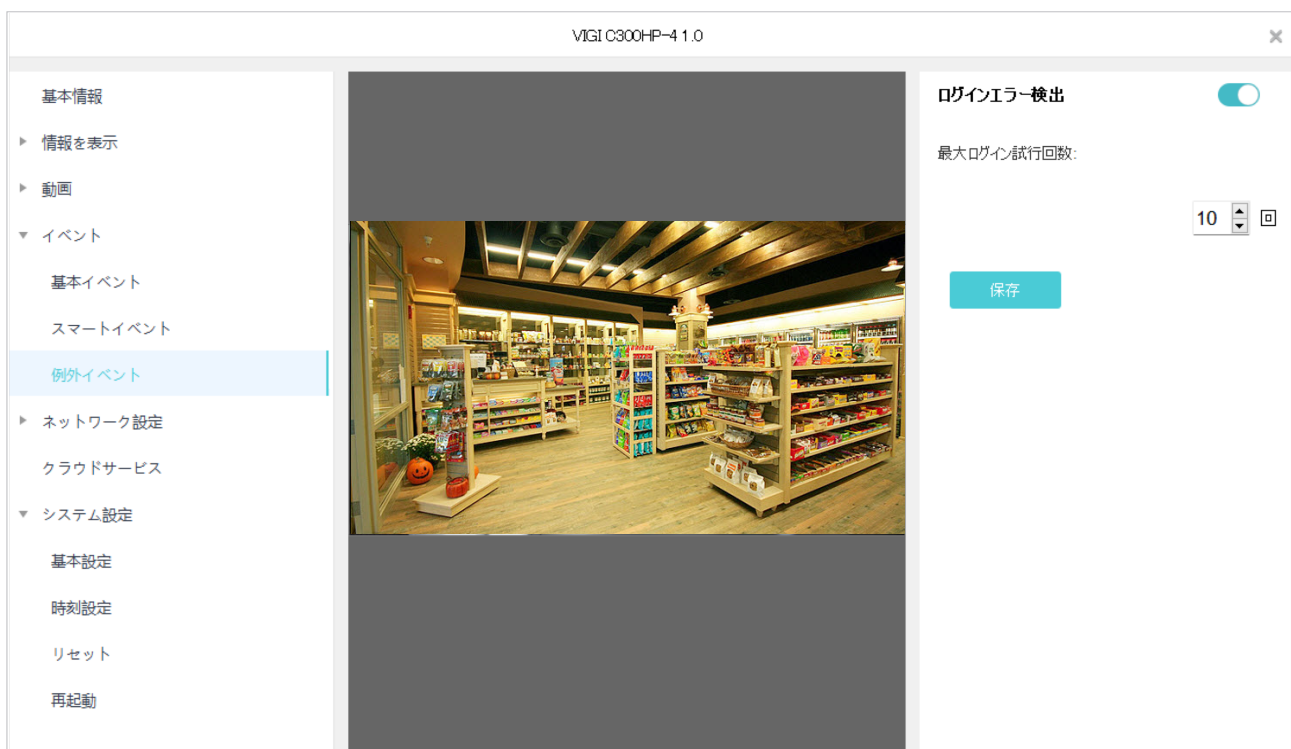 VIGI C300HP-4 1.0
基本情報
情報を表示
動画
イベント
基本イベント
スマートイベント
例外イベント
ネットワーク設定
クラウドサービス
システム設定
基本設定
時刻設定
リセット
再起動
ログインエラー検出
最大ログイン試行回数:
10 回
保存